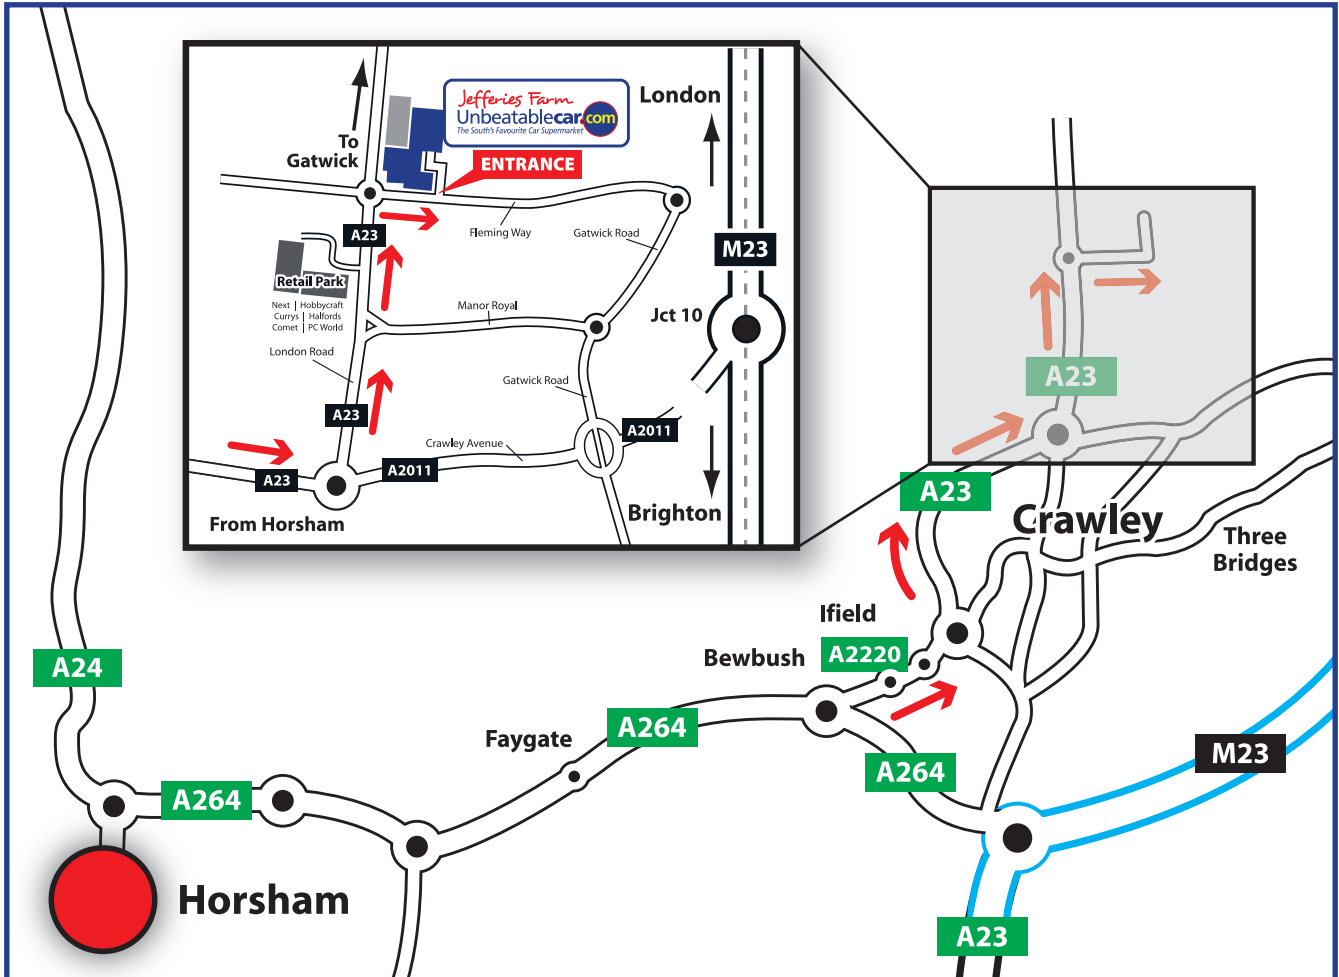 Jefferies Farm
Unbeatablecar.com
The South's Favourite Car Supermarket
London
To
Gatwick
ENTRANCE
A23
Fleming Way
Gatwick Road
M23
Retail Park
Next | Hobbycraft
Currys | Halfords
Comet | PC World
Manor Royal
Jct 10
London Road
Gatwick Road
A23
A2011
Crawley Avenue
A23
A2011
From Horsham
Brighton
A23
A23
Crawley
Three
Bridges
Ifield
A2220
Bewbush
A24
A264
Faygate
A264
A264
M23
Horsham
A23